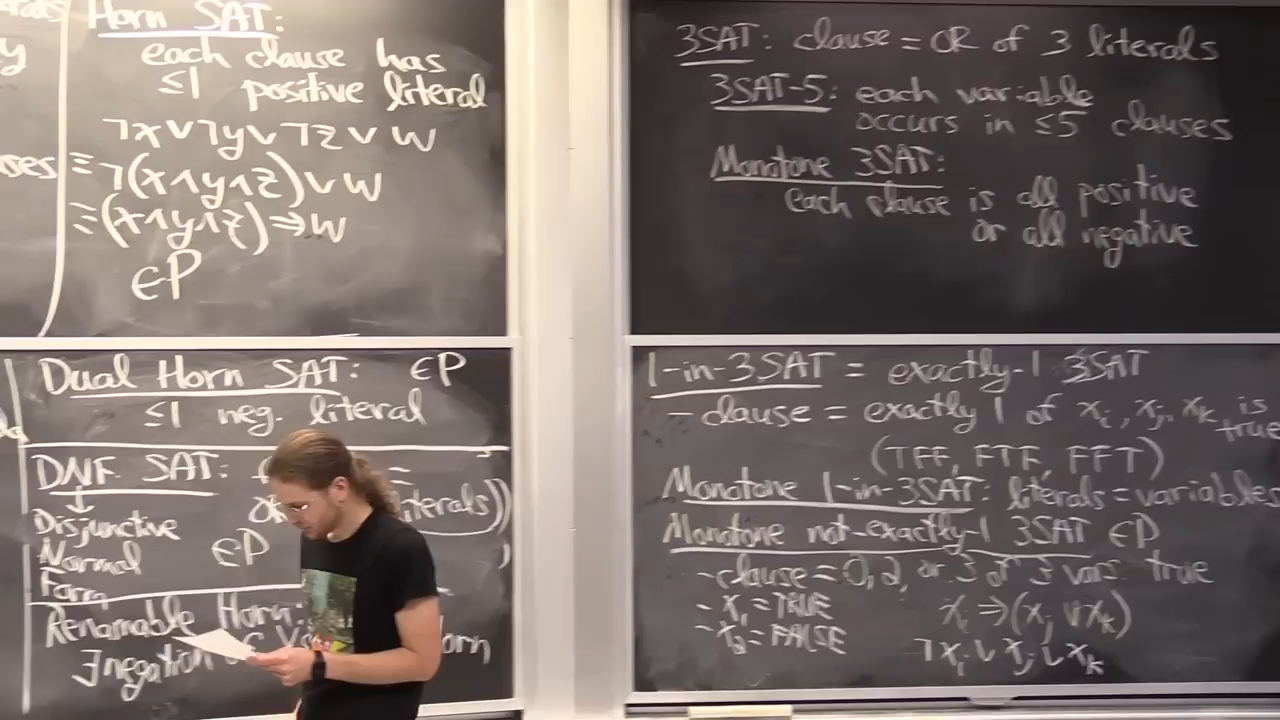 Horn SAT:
each clause has
≤1 positive literal
¬x∨¬y∨¬z∨w
≡¬(x∧y∧z)∨w
≡(x∧y∧z)⇒w
∈P
Dual Horn SAT: ∈P
≤1 neg. literal
DNF SAT: =
↓
Disjunctive
Normal ∈P
Form
Renamable Horn:
∃negation
3SAT: clause = OR of 3 literals
3SAT-5: each variable
occurs in ≤5 clauses
Monotone 3SAT:
each clause is all positive
or all negative
1-in-3SAT = exactly-1 3SAT
- clause = exactly 1 of xᵢ, xⱼ, xₖ is
true
(TFF, FTF, FFT)
Monotone 1-in-3SAT: literals = variables
Monotone not-exactly-1 3SAT ∈P
- clause = 0, 2, or 3 of 3 vars. true
- x₁ = TRUE xᵢ ⇒ (xⱼ ∨ xₖ)
- x₂ = FALSE ¬xᵢ ∨ xⱼ ∨ xₖ